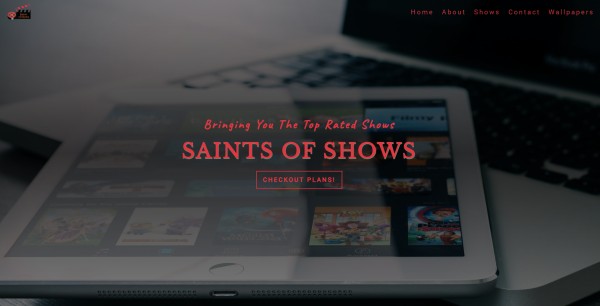 Home About Shows Contact Wallpapers
Bringing You The Top Rated Shows
SAINTS OF SHOWS
CHECKOUT PLANS!